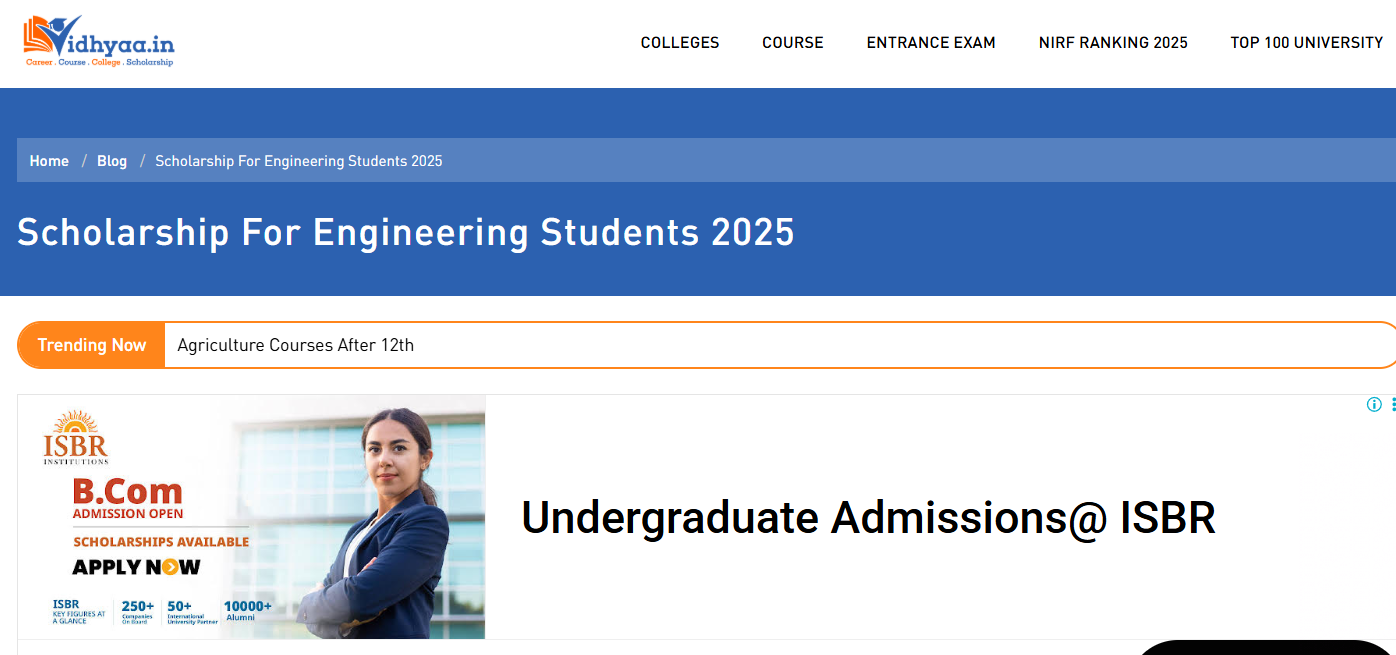 Vidhyaa.in
Career . Course . College . Scholarship
COLLEGES
COURSE
ENTRANCE EXAM
NIRF RANKING 2025
TOP 100 UNIVERSITY
Home / Blog / Scholarship For Engineering Students 2025
Scholarship For Engineering Students 2025
Trending Now
Agriculture Courses After 12th
ISBR
INSTITUTIONS
B.Com
ADMISSION OPEN
SCHOLARSHIPS AVAILABLE
APPLY NOW
ISBR
KEY FIGURES AT
A GLANCE
250+
Companies
On Board
50+
International
University Partner
10000+
Alumni
Undergraduate Admissions@ ISBR